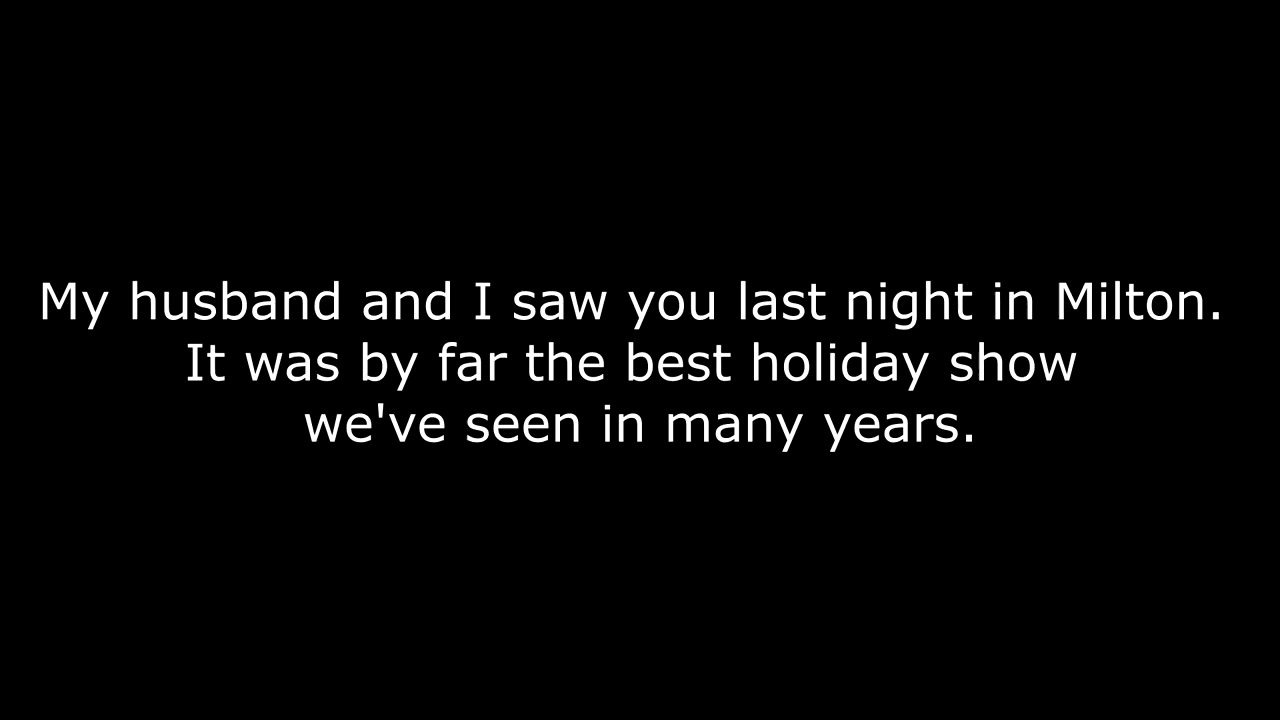 My husband and I saw you last night in Milton.
It was by far the best holiday show
we've seen in many years.